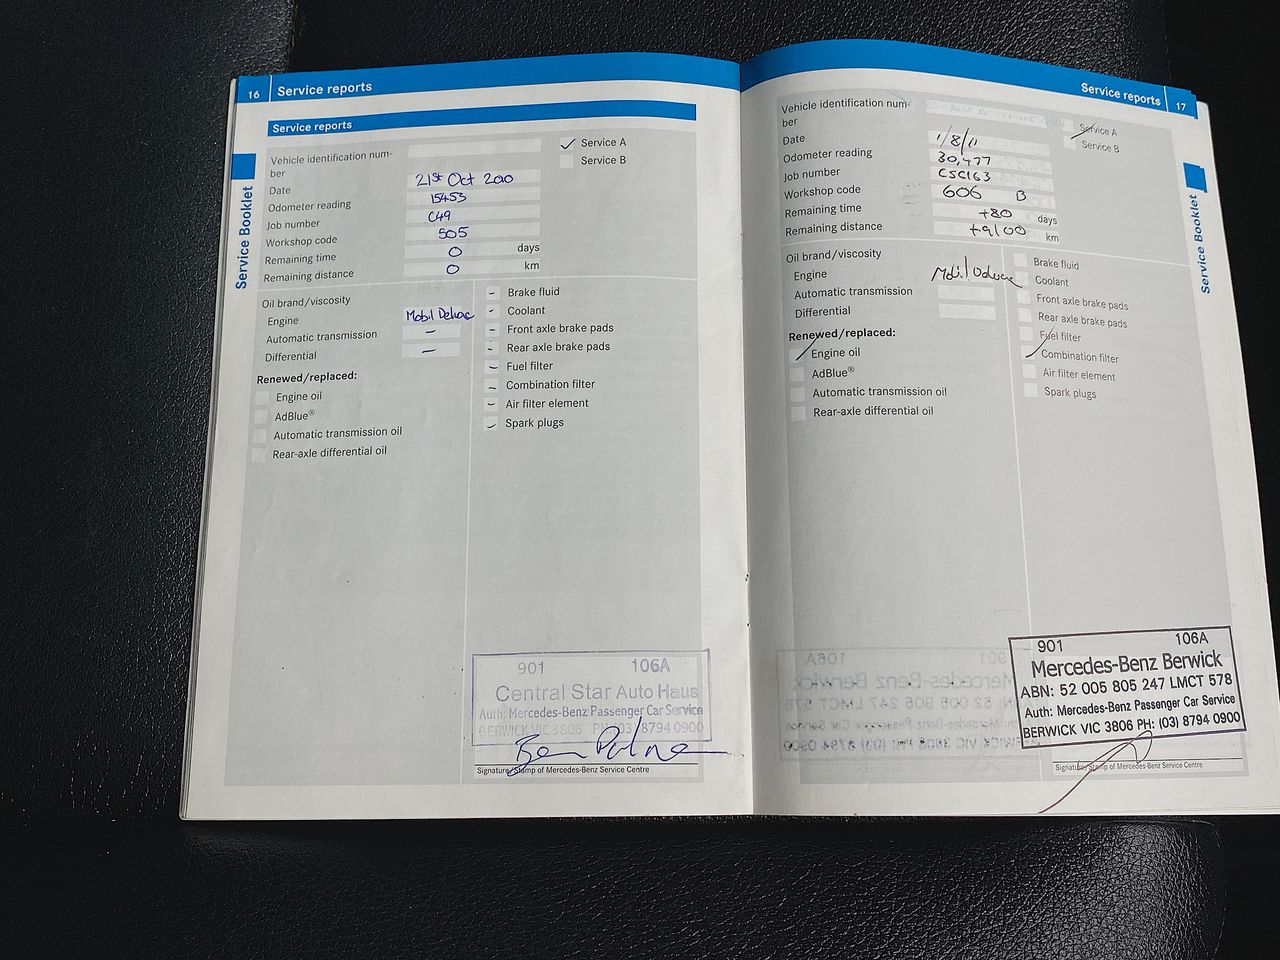 16 Service reports
Service reports
Service Booklet
Vehicle identification num-
ber
✓ Service A
Service B
Date 21st Oct 2010
Odometer reading 15453
Job number C49
Workshop code 505
Remaining time 0 days
Remaining distance 0 km
Oil brand/viscosity
Engine Mobil Delvac
Automatic transmission –
Differential –
Renewed/replaced:
Engine oil
AdBlue®
Automatic transmission oil
Rear-axle differential oil
– Brake fluid
– Coolant
– Front axle brake pads
– Rear axle brake pads
– Fuel filter
– Combination filter
– Air filter element
– Spark plugs
901 106A
Central Star Auto Haus
Auth: Mercedes-Benz Passenger Car Service
BERWICK VIC 3806 PH: (03) 8794 0900
Signature/Stamp of Mercedes-Benz Service Centre
Service reports 17
Service Booklet
Vehicle identification num-
ber
Service A
Service B
Date 1/8/11
Odometer reading 30,477
Job number CSC163
Workshop code 606 B
Remaining time +80 days
Remaining distance +9100 km
Oil brand/viscosity
Engine Mobil
Automatic transmission
Differential
Renewed/replaced:
Engine oil
AdBlue®
Automatic transmission oil
Rear-axle differential oil
Brake fluid
Coolant
Front axle brake pads
Rear axle brake pads
Fuel filter
Combination filter
Air filter element
Spark plugs
901 106A
Mercedes-Benz Berwick
ABN: 52 005 805 247 LMCT 578
Auth: Mercedes-Benz Passenger Car Service
BERWICK VIC 3806 PH: (03) 8794 0900
Signature/Stamp of Mercedes-Benz Service Centre